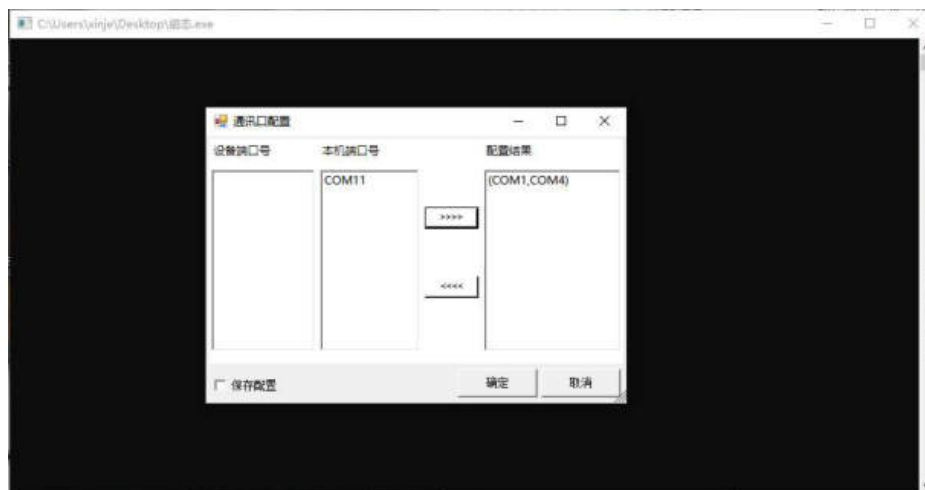 C:\Users\xinje\Desktop\组态.exe
通讯口配置
设备端口号
本机端口号
配置结果
COM11
(COM1,COM4)
>>>>
<<<<
保存配置
确定
取消